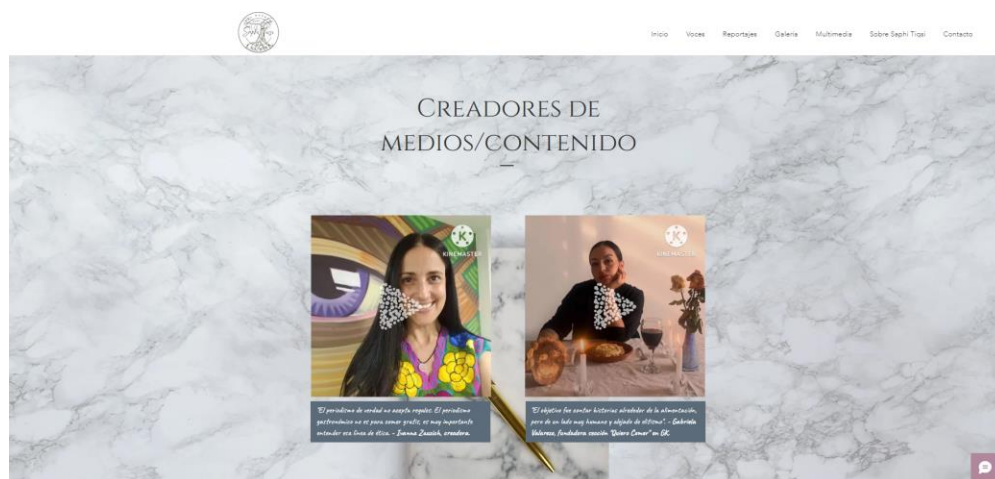 Inicio Voces Reportajes Galería Multimedia Sobre Saphi Tiqsi Contacto
CREADORES DE
MEDIOS/CONTENIDO
KINEMASTER
KINEMASTER
"El periodismo de verdad no acepta regalos. El periodismo
gastronómico no es para comer gratis, es muy importante
entender esa línea de ética. - Ivanna Zauzich, creadora.
"El objetivo fue contar historias alrededor de la alimentación,
pero de un lado muy humano y alejado de elitismo". - Gabriela
Valarezo, fundadora sección "Quiero Comer" en GK.